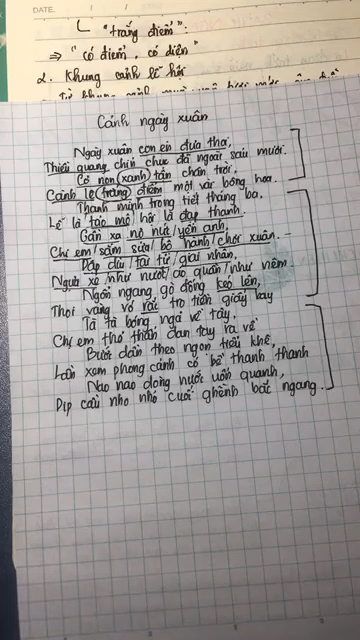 DATE. / /
"trắng điểm":
⇒ "có điểm, có diện"
2. Khung cảnh lễ hội
Cảnh ngày xuân
Ngày xuân con én đưa thoi,
Thiều quang chín chục đã ngoài sáu mươi.
Cỏ non (xanh) tận chân trời,
Cành lê (trắng) điểm một vài bông hoa.
Thanh minh trong tiết tháng ba,
Lễ là tảo mộ, hội là đạp thanh.
Gần xa nô nức / yến anh,
Chị em / sắm sửa / bộ hành / chơi xuân.
Dập dìu / tài tử / giai nhân,
Ngựa xe / như nước / áo quần / như nêm.
Ngổn ngang gò đống kéo lên,
Thoi vàng vó rắc tro tiền giấy bay
Tà tà bóng ngả về tây,
Chị em thơ thẩn dan tay ra về
Bước dần theo ngọn tiểu khê,
Lần xem phong cảnh có bề thanh thanh
Nao nao dòng nước uốn quanh,
Dịp cầu nho nhỏ cuối ghềnh bắc ngang.